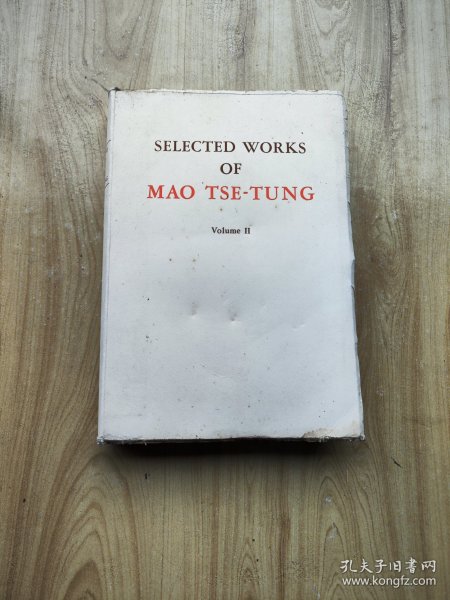 SELECTED WORKS
OF
MAO TSE-TUNG
Volume II
孔夫子旧书网
www.kongfz.com